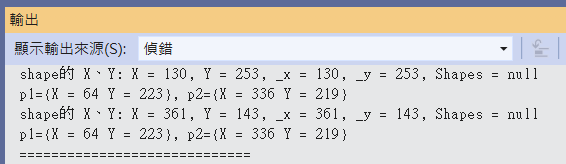 輸出
顯示輸出來源(S): 偵錯
shape的 X、Y: X = 130, Y = 253, _x = 130, _y = 253, Shapes = null
p1={X = 64 Y = 223}, p2={X = 336 Y = 219}
shape的 X、Y: X = 361, Y = 143, _x = 361, _y = 143, Shapes = null
p1={X = 64 Y = 223}, p2={X = 336 Y = 219}
=============================